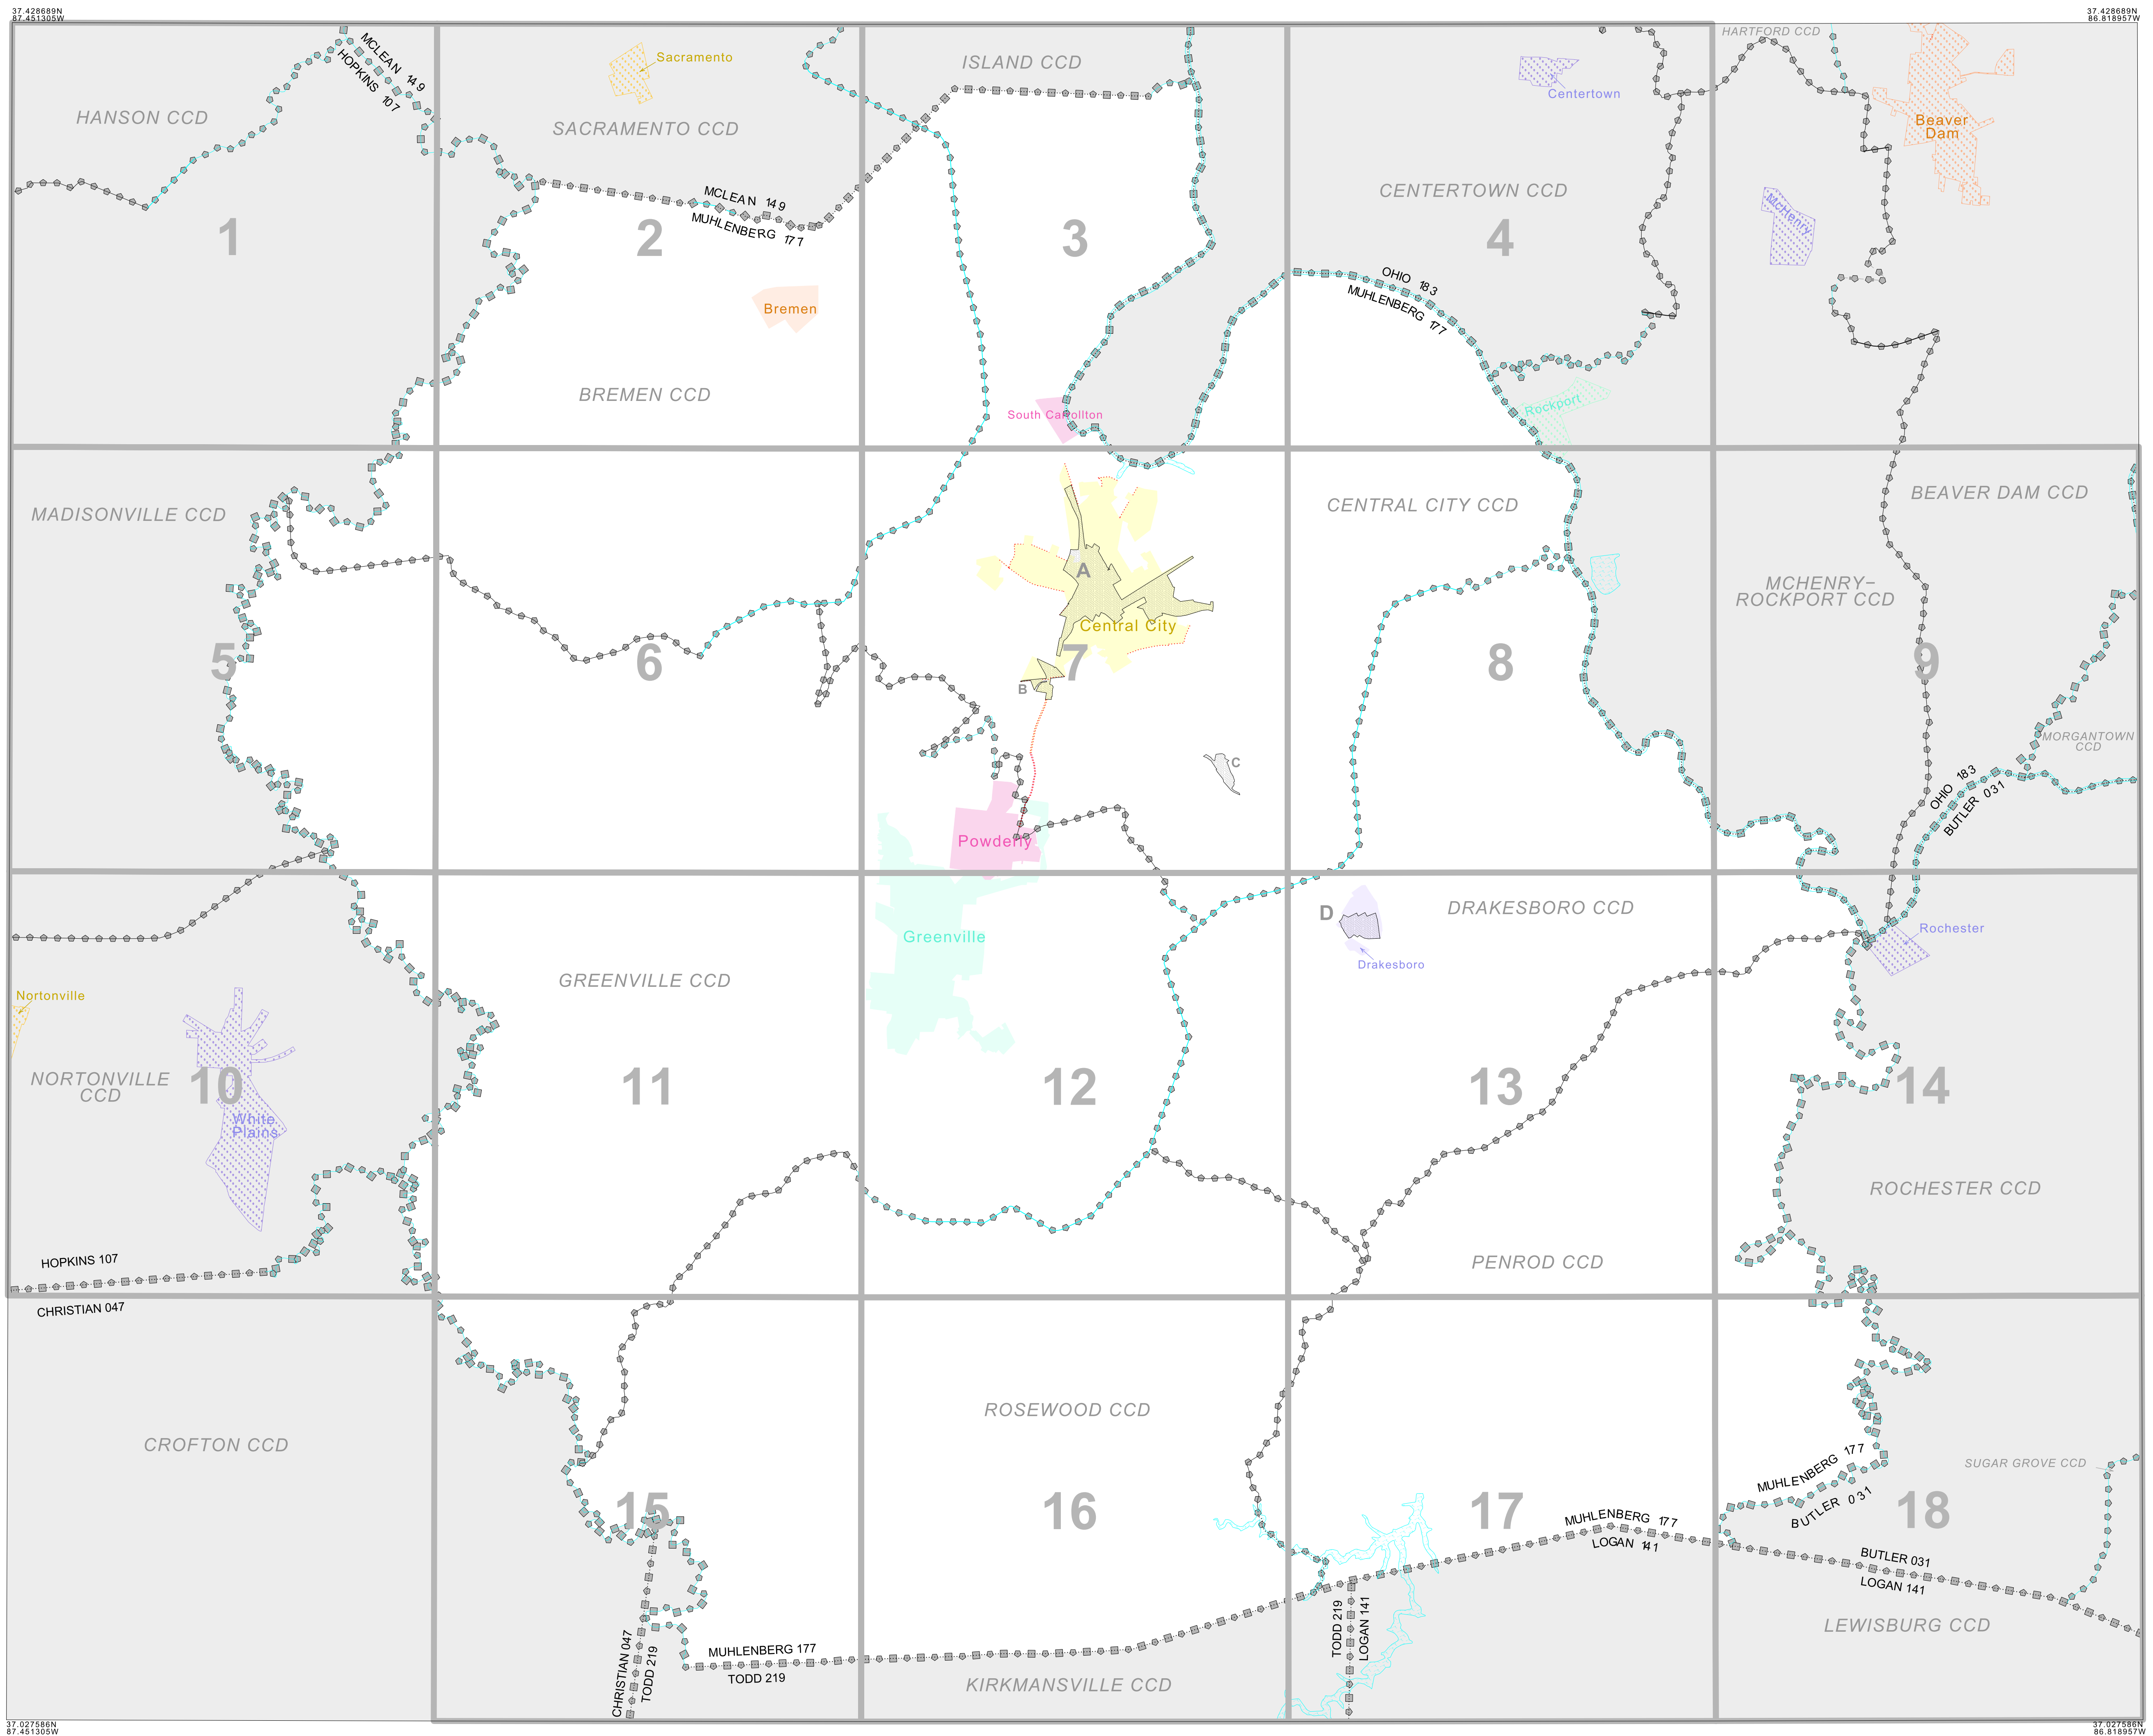 37.428689N
87.451305W
37.428689N
86.818957W
HARTFORD CCD
MCLEAN 149
HOPKINS 107
Sacramento
ISLAND CCD
Centertown
HANSON CCD
SACRAMENTO CCD
Beaver
Dam
MCLEAN 149
MUHLENBERG 177
CENTERTOWN CCD
McHenry
1
2
3
4
OHIO 183
MUHLENBERG 177
Bremen
BREMEN CCD
South Carrollton
Rockport
MADISONVILLE CCD
CENTRAL CITY CCD
BEAVER DAM CCD
A
MCHENRY-
ROCKPORT CCD
Central City
5
6
7
8
9
B
MORGANTOWN
CCD
C
OHIO 183
BUTLER 031
Powderly
D
DRAKESBORO CCD
Greenville
Rochester
Drakesboro
GREENVILLE CCD
Nortonville
NORTONVILLE
CCD
10
11
12
13
14
White
Plains
ROCHESTER CCD
HOPKINS 107
PENROD CCD
CHRISTIAN 047
ROSEWOOD CCD
CROFTON CCD
MUHLENBERG 177
BUTLER 031
SUGAR GROVE CCD
15
16
17
18
MUHLENBERG 177
LOGAN 141
BUTLER 031
LOGAN 141
TODD 219
LOGAN 141
LEWISBURG CCD
CHRISTIAN 047
TODD 219
MUHLENBERG 177
TODD 219
KIRKMANSVILLE CCD
37.027586N
87.451305W
37.027586N
86.818957W